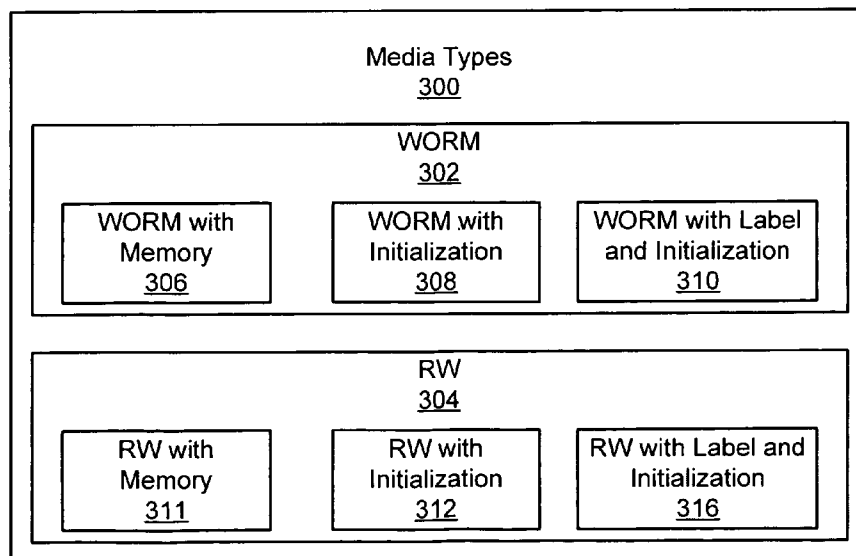 Media Types
300
WORM
302
WORM with
Memory
306
WORM with
Initialization
308
WORM with Label
and Initialization
310
RW
304
RW with
Memory
311
RW with
Initialization
312
RW with Label and
Initialization
316